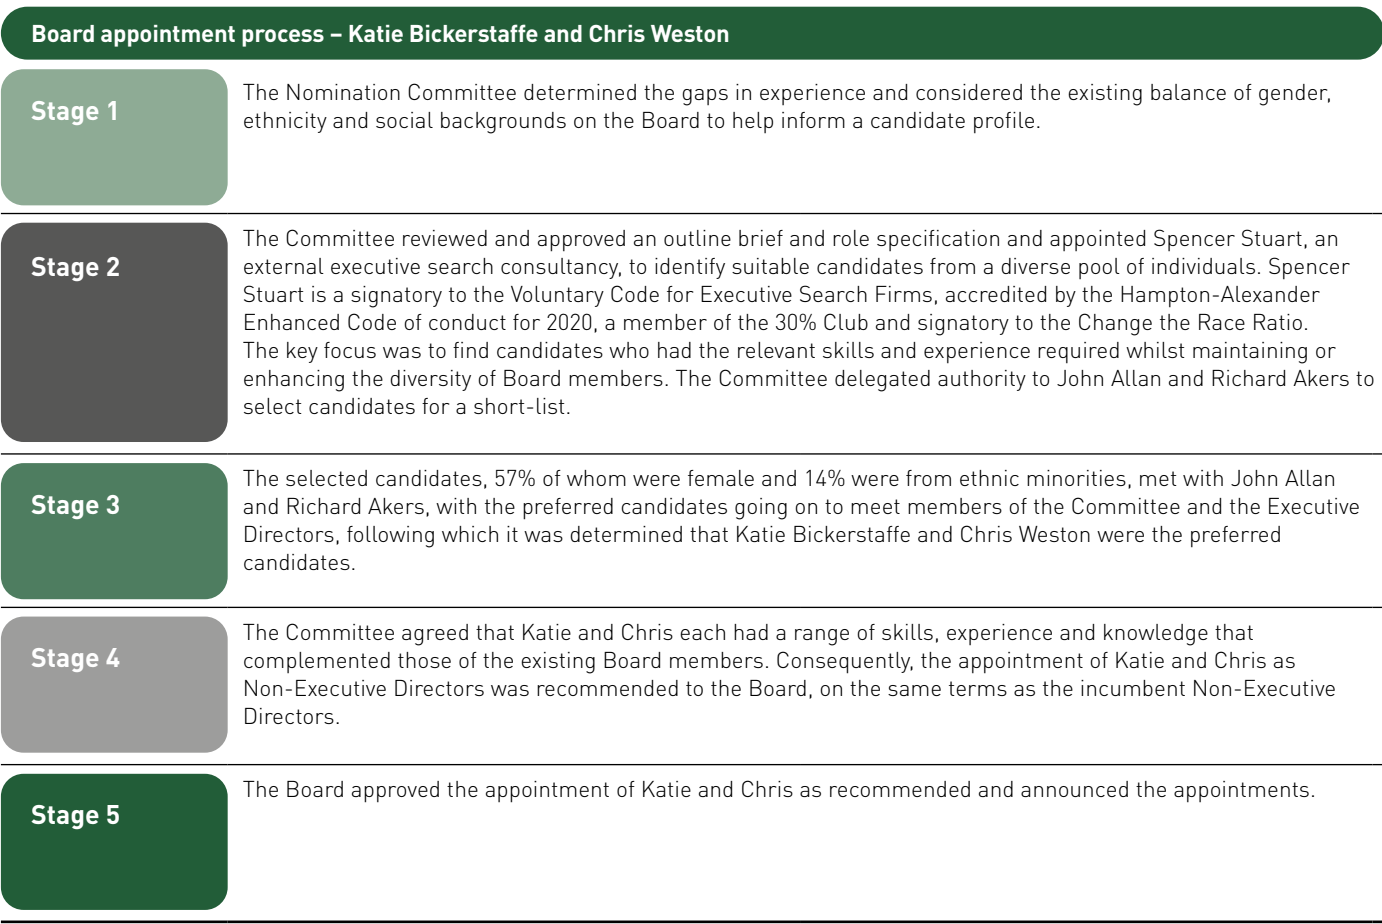 Board appointment process – Katie Bickerstaffe and Chris Weston
Stage 1
The Nomination Committee determined the gaps in experience and considered the existing balance of gender,
ethnicity and social backgrounds on the Board to help inform a candidate profile.
Stage 2
The Committee reviewed and approved an outline brief and role specification and appointed Spencer Stuart, an
external executive search consultancy, to identify suitable candidates from a diverse pool of individuals. Spencer
Stuart is a signatory to the Voluntary Code for Executive Search Firms, accredited by the Hampton-Alexander
Enhanced Code of conduct for 2020, a member of the 30% Club and signatory to the Change the Race Ratio.
The key focus was to find candidates who had the relevant skills and experience required whilst maintaining or
enhancing the diversity of Board members. The Committee delegated authority to John Allan and Richard Akers to
select candidates for a short-list.
Stage 3
The selected candidates, 57% of whom were female and 14% were from ethnic minorities, met with John Allan
and Richard Akers, with the preferred candidates going on to meet members of the Committee and the Executive
Directors, following which it was determined that Katie Bickerstaffe and Chris Weston were the preferred
candidates.
Stage 4
The Committee agreed that Katie and Chris each had a range of skills, experience and knowledge that
complemented those of the existing Board members. Consequently, the appointment of Katie and Chris as
Non-Executive Directors was recommended to the Board, on the same terms as the incumbent Non-Executive
Directors.
Stage 5
The Board approved the appointment of Katie and Chris as recommended and announced the appointments.